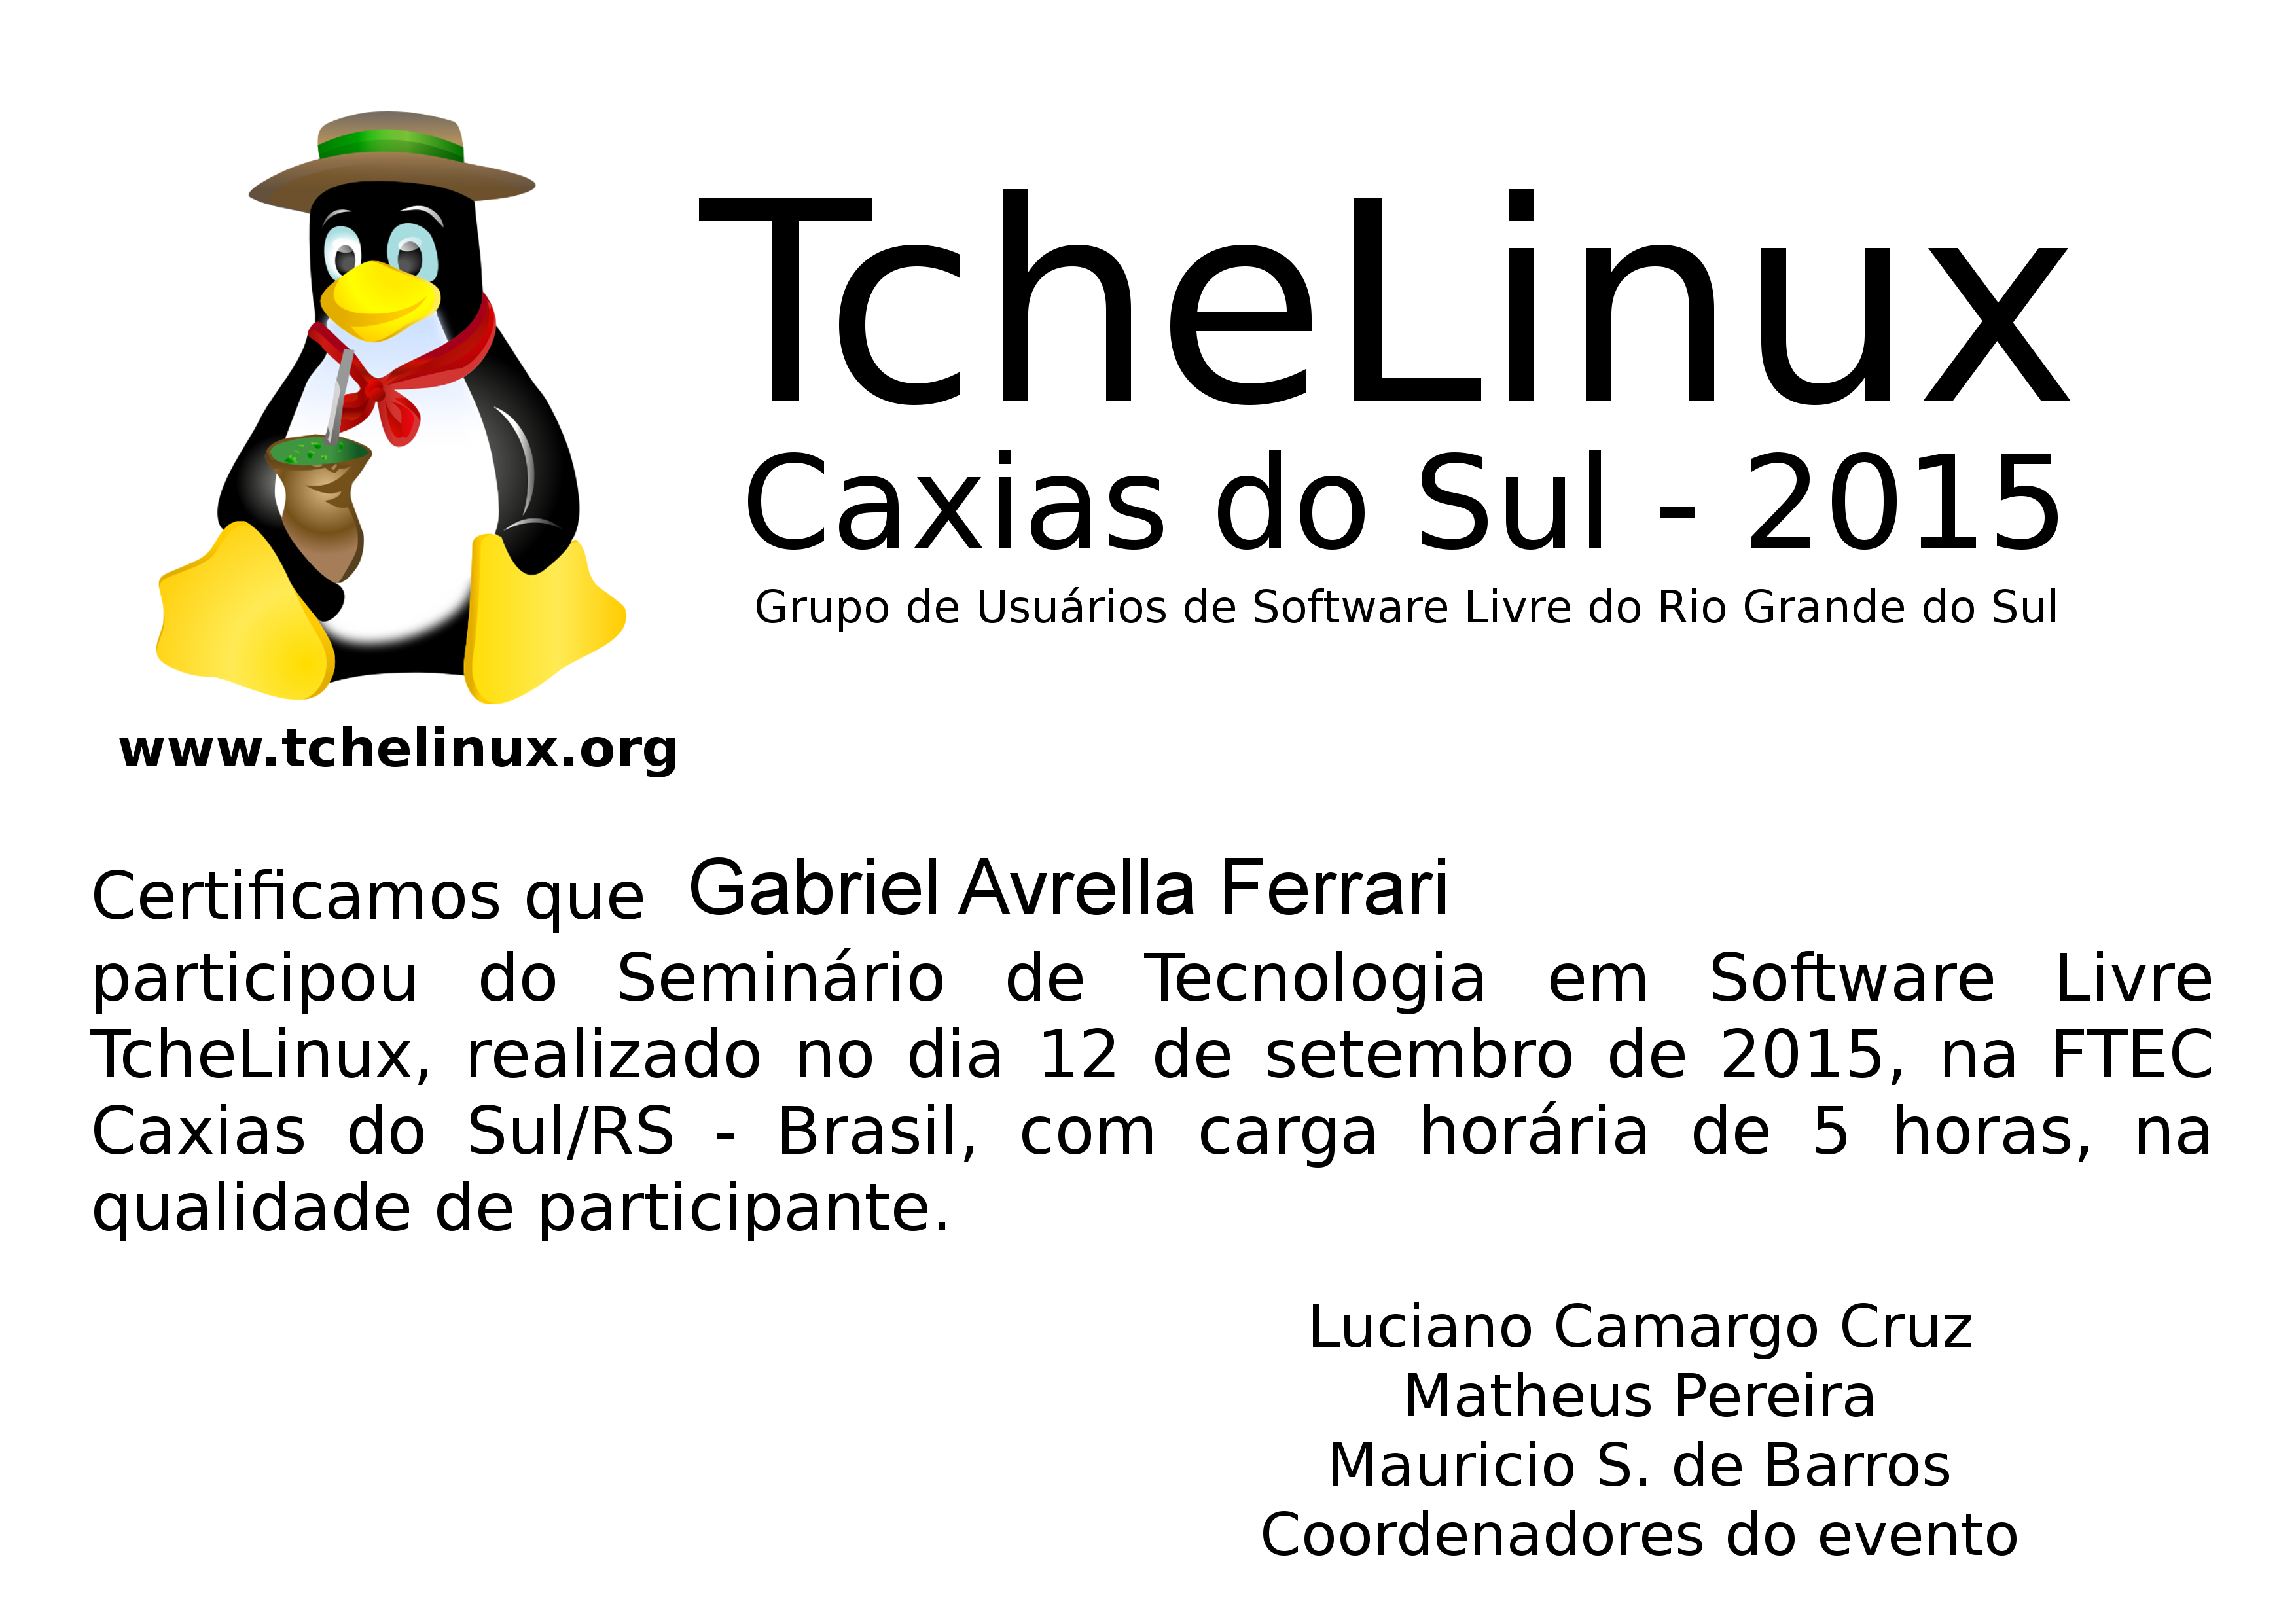 TcheLinux
Caxias do Sul - 2015
Grupo de Usuários de Software Livre do Rio Grande do Sul
www.tchelinux.org
Certificamos que Gabriel Avrella Ferrari
participou do Seminário de Tecnologia em Software Livre
TcheLinux, realizado no dia 12 de setembro de 2015, na FTEC
Caxias do Sul/RS - Brasil, com carga horária de 5 horas, na
qualidade de participante.
Luciano Camargo Cruz
Matheus Pereira
Mauricio S. de Barros
Coordenadores do evento